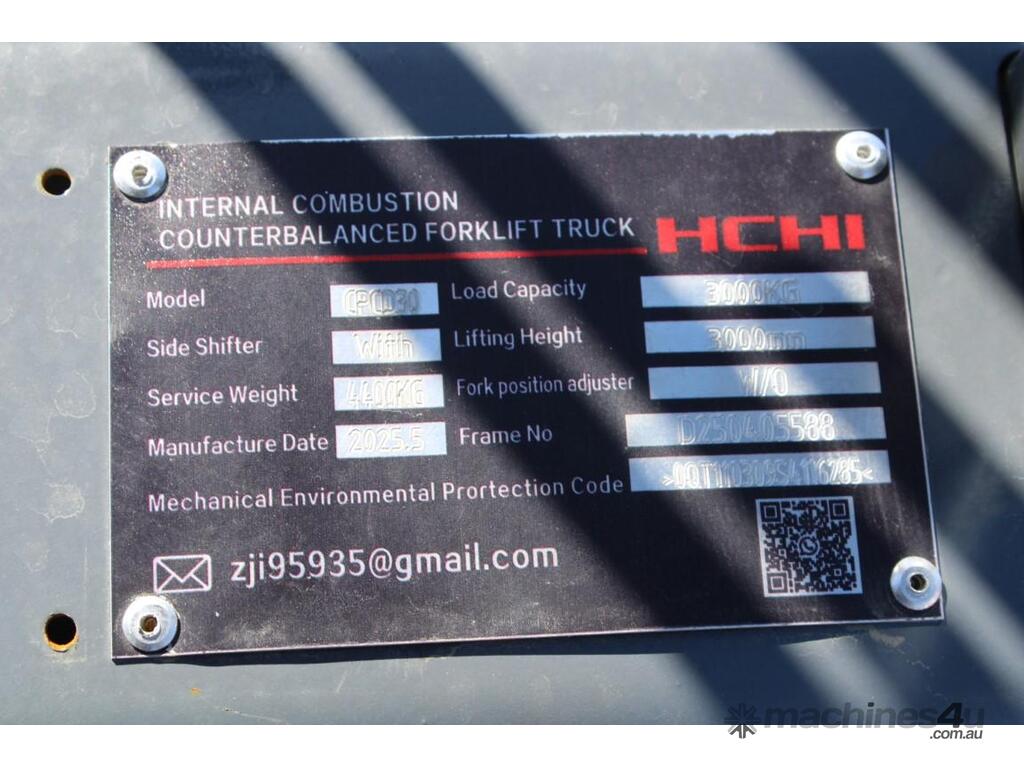 INTERNAL COMBUSTION
COUNTERBALANCED FORKLIFT TRUCK HCHI
Model CPCD30 Load Capacity 3000KG
Side Shifter With Lifting Height 3000mm
Service Weight 4400KG Fork position adjuster W/O
Manufacture Date 2025.5 Frame No D250405588
Mechanical Environmental Prortection Code
zji95935@gmail.com
machines4u
.com.au